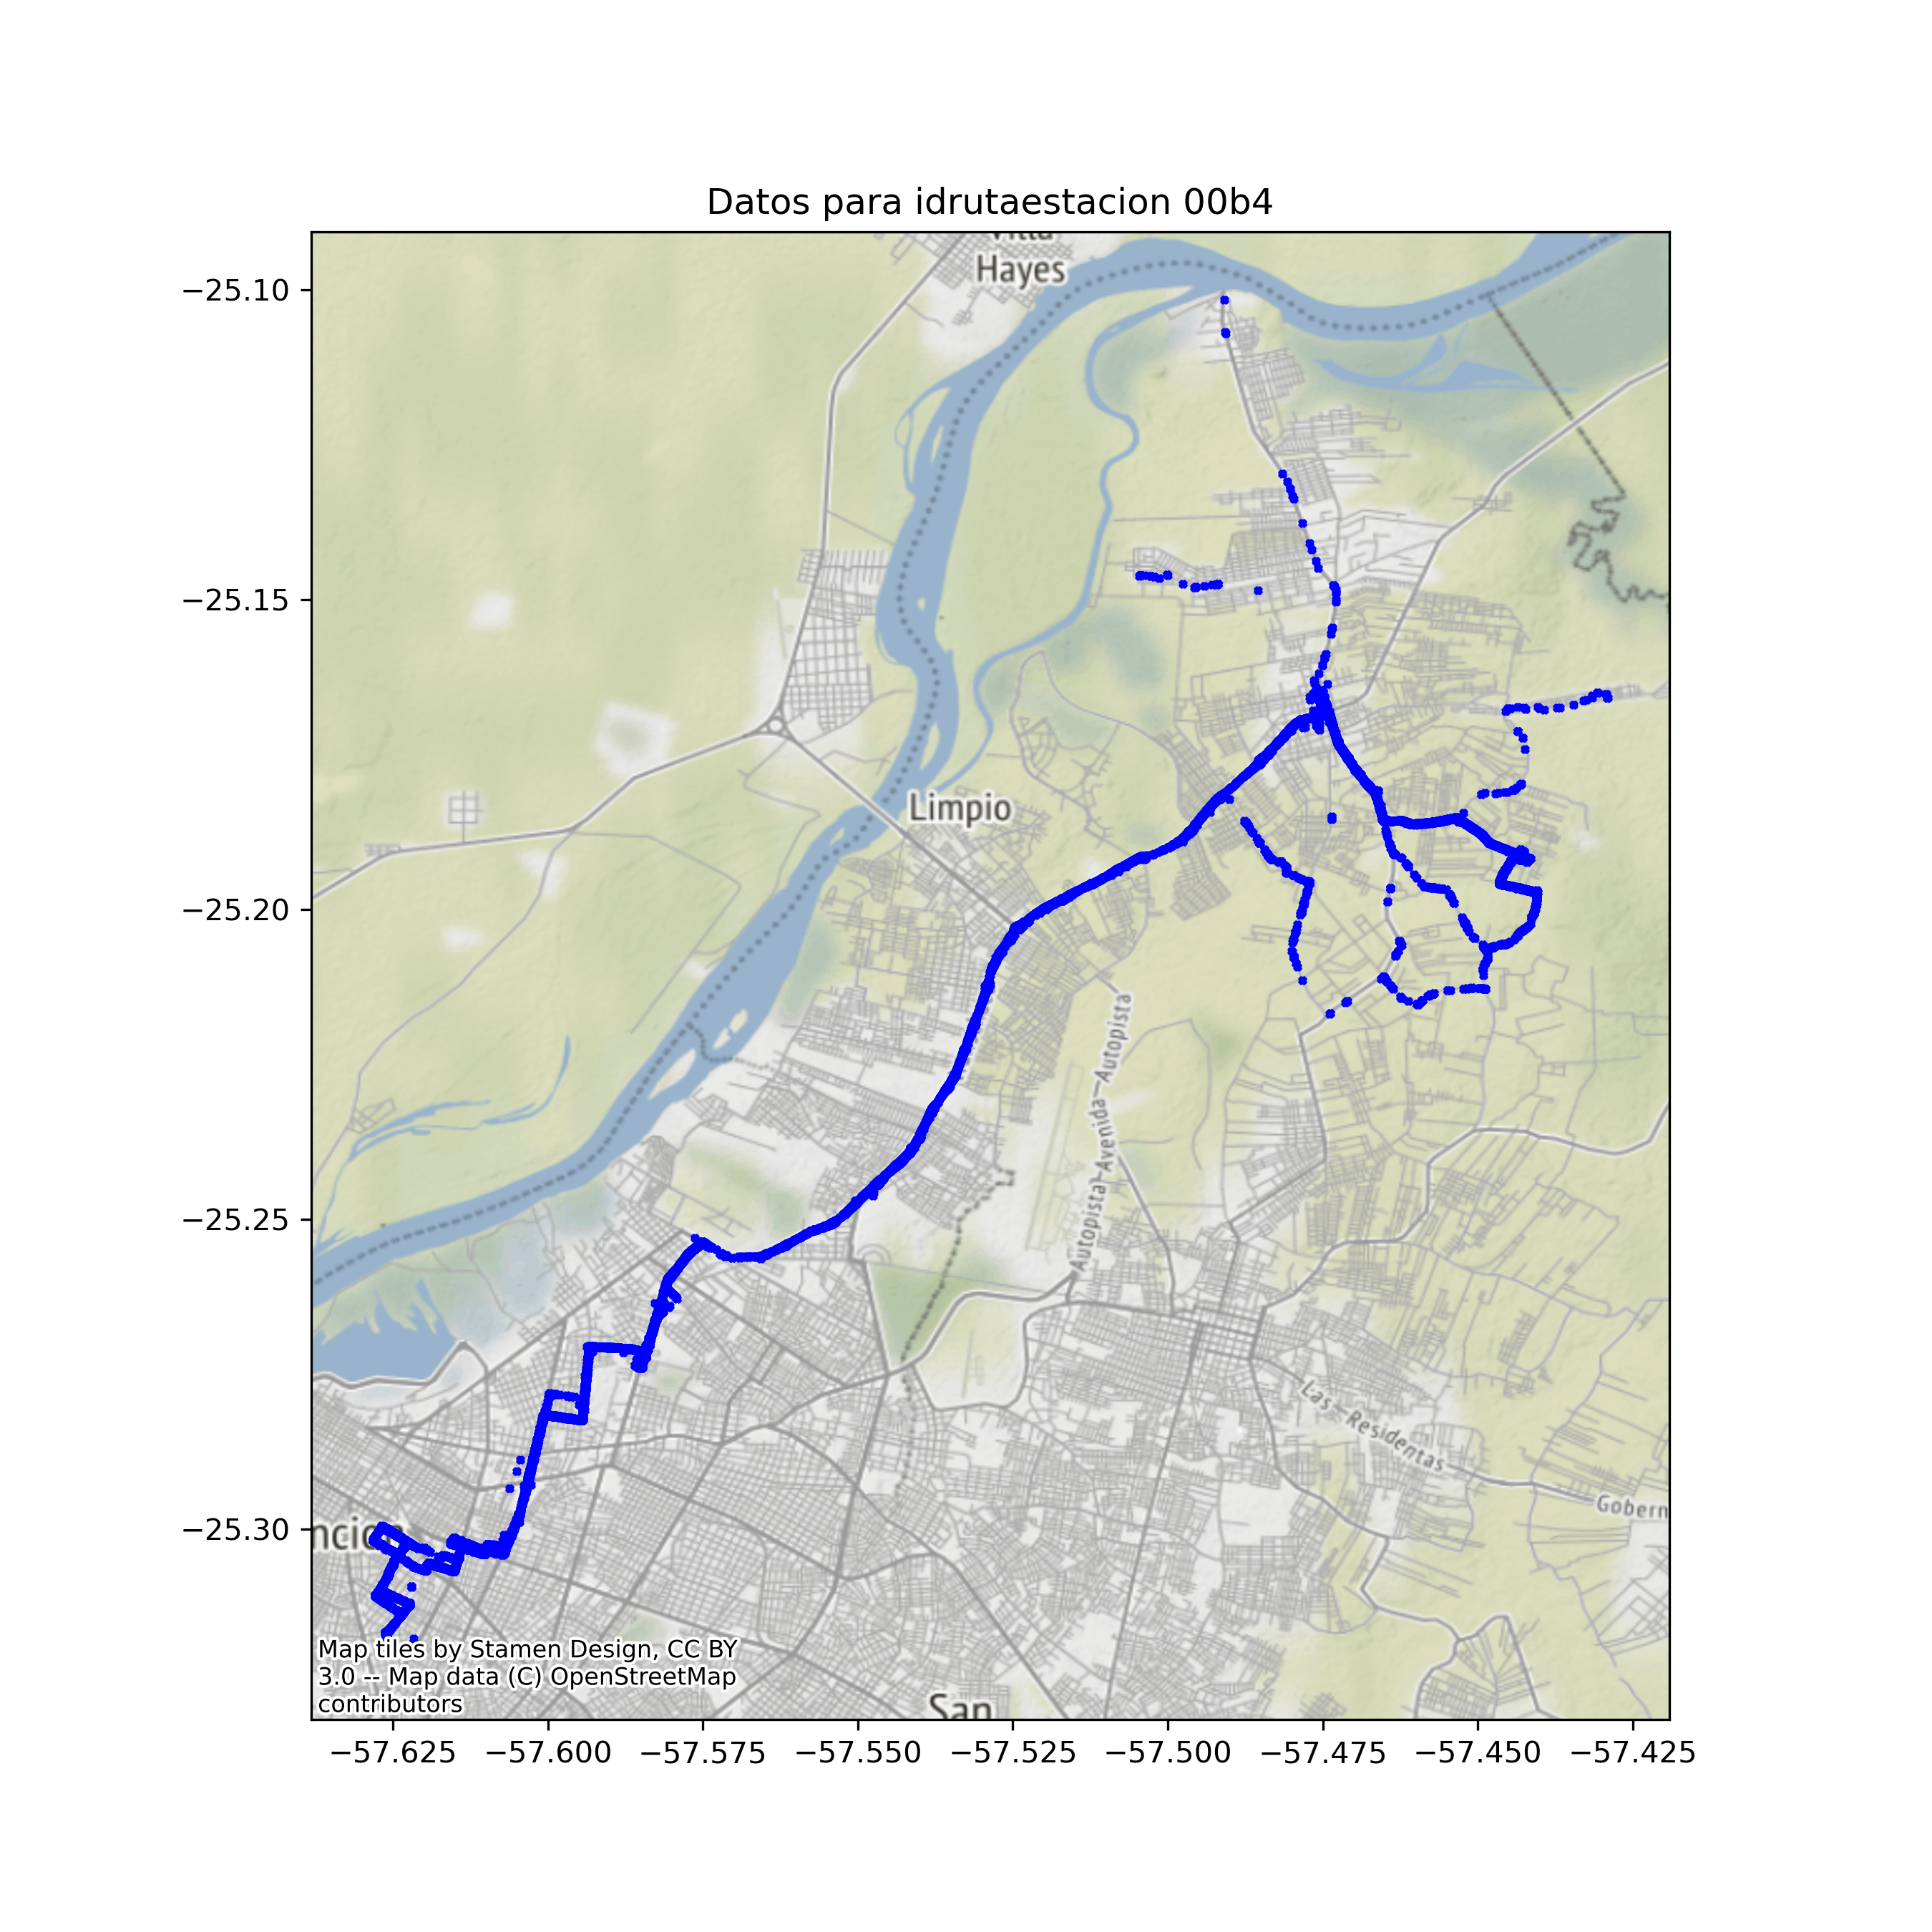 Datos para idrutaestacion 00b4
Villa
Hayes
−25.10
−25.15
Limpio
−25.20
Autopista–Avenida–Autopista
−25.25
Las–Residentas
Gobern
−25.30
ncion
Map tiles by Stamen Design, CC BY
3.0 -- Map data (C) OpenStreetMap
contributors
San
−57.625
−57.600
−57.575
−57.550
−57.525
−57.500
−57.475
−57.450
−57.425